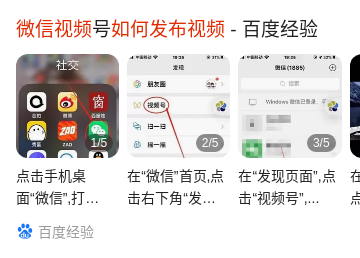 微信视频号如何发布视频 - 百度经验
社交
1/5
发现
朋友圈
视频号
扫一扫
2/5
微信(1885)
搜索
Windows 微信已登录
3/5
点击手机桌
面“微信”,打…
在“微信”首页,点
击右下角“发…
在“发现页面”,点
击“视频号”,…
百度经验